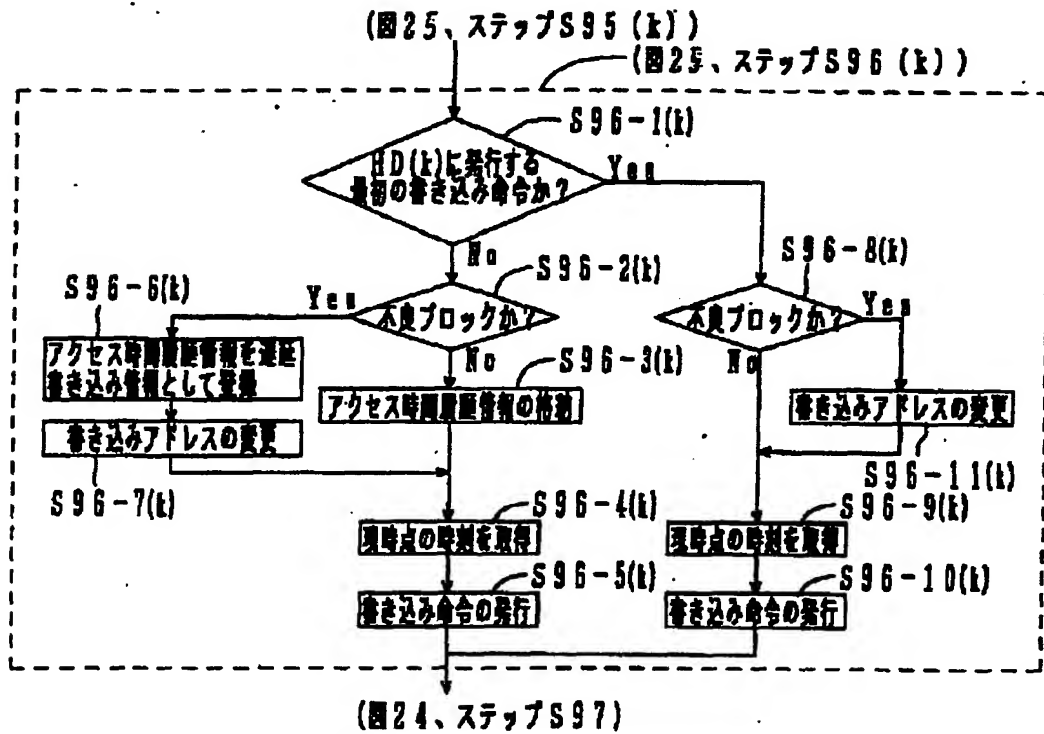 (図25、ステップS95(k))
(図25、ステップS96(k))
S96-1(k)
HD(k)に発行する
最初の書き込み命令か?
Yes
No
S96-2(k)
S96-8(k)
S96-6(k)
Yes
不良ブロックか?
不良ブロックか?
Yes
アクセス時間履歴情報を遅延
書き込み情報として登録
No
S96-3(k)
No
アクセス時間履歴情報の格納
書き込みアドレスの変更
書き込みアドレスの変更
S96-7(k)
S96-11(k)
S96-4(k)
S96-9(k)
現時点の時刻を取得
現時点の時刻を取得
S96-5(k)
S96-10(k)
書き込み命令の発行
書き込み命令の発行
(図24、ステップS97)